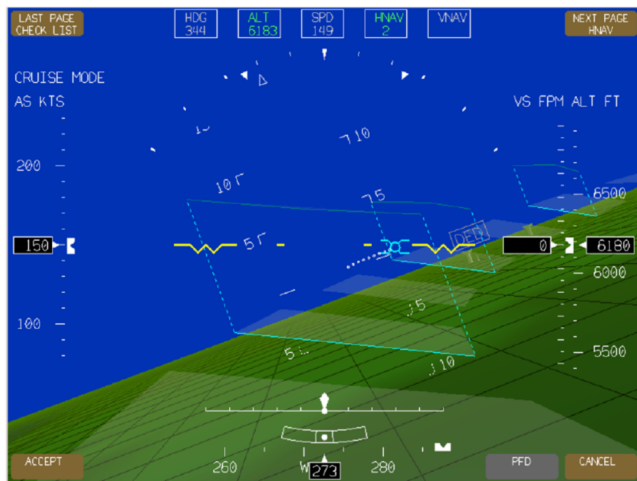 LAST PAGE
CHECK LIST
HDG
344
ALT
6183
SPD
149
HNAV
2
VNAV
NEXT PAGE
HNAV
CRUISE MODE
AS KTS
VS FPM ALT FT
10
10
200
5
6500
5
150
0
6180
6000
100
5
5500
5
10
260
W
273
280
ACCEPT
PFD
CANCEL